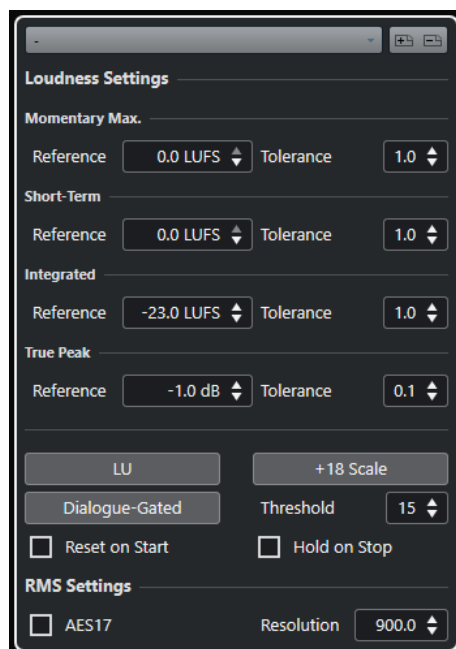 -
Loudness Settings
Momentary Max.
Reference 0.0 LUFS Tolerance 1.0
Short-Term
Reference 0.0 LUFS Tolerance 1.0
Integrated
Reference -23.0 LUFS Tolerance 1.0
True Peak
Reference -1.0 dB Tolerance 0.1
LU +18 Scale
Dialogue-Gated Threshold 15
Reset on Start Hold on Stop
RMS Settings
AES17 Resolution 900.0